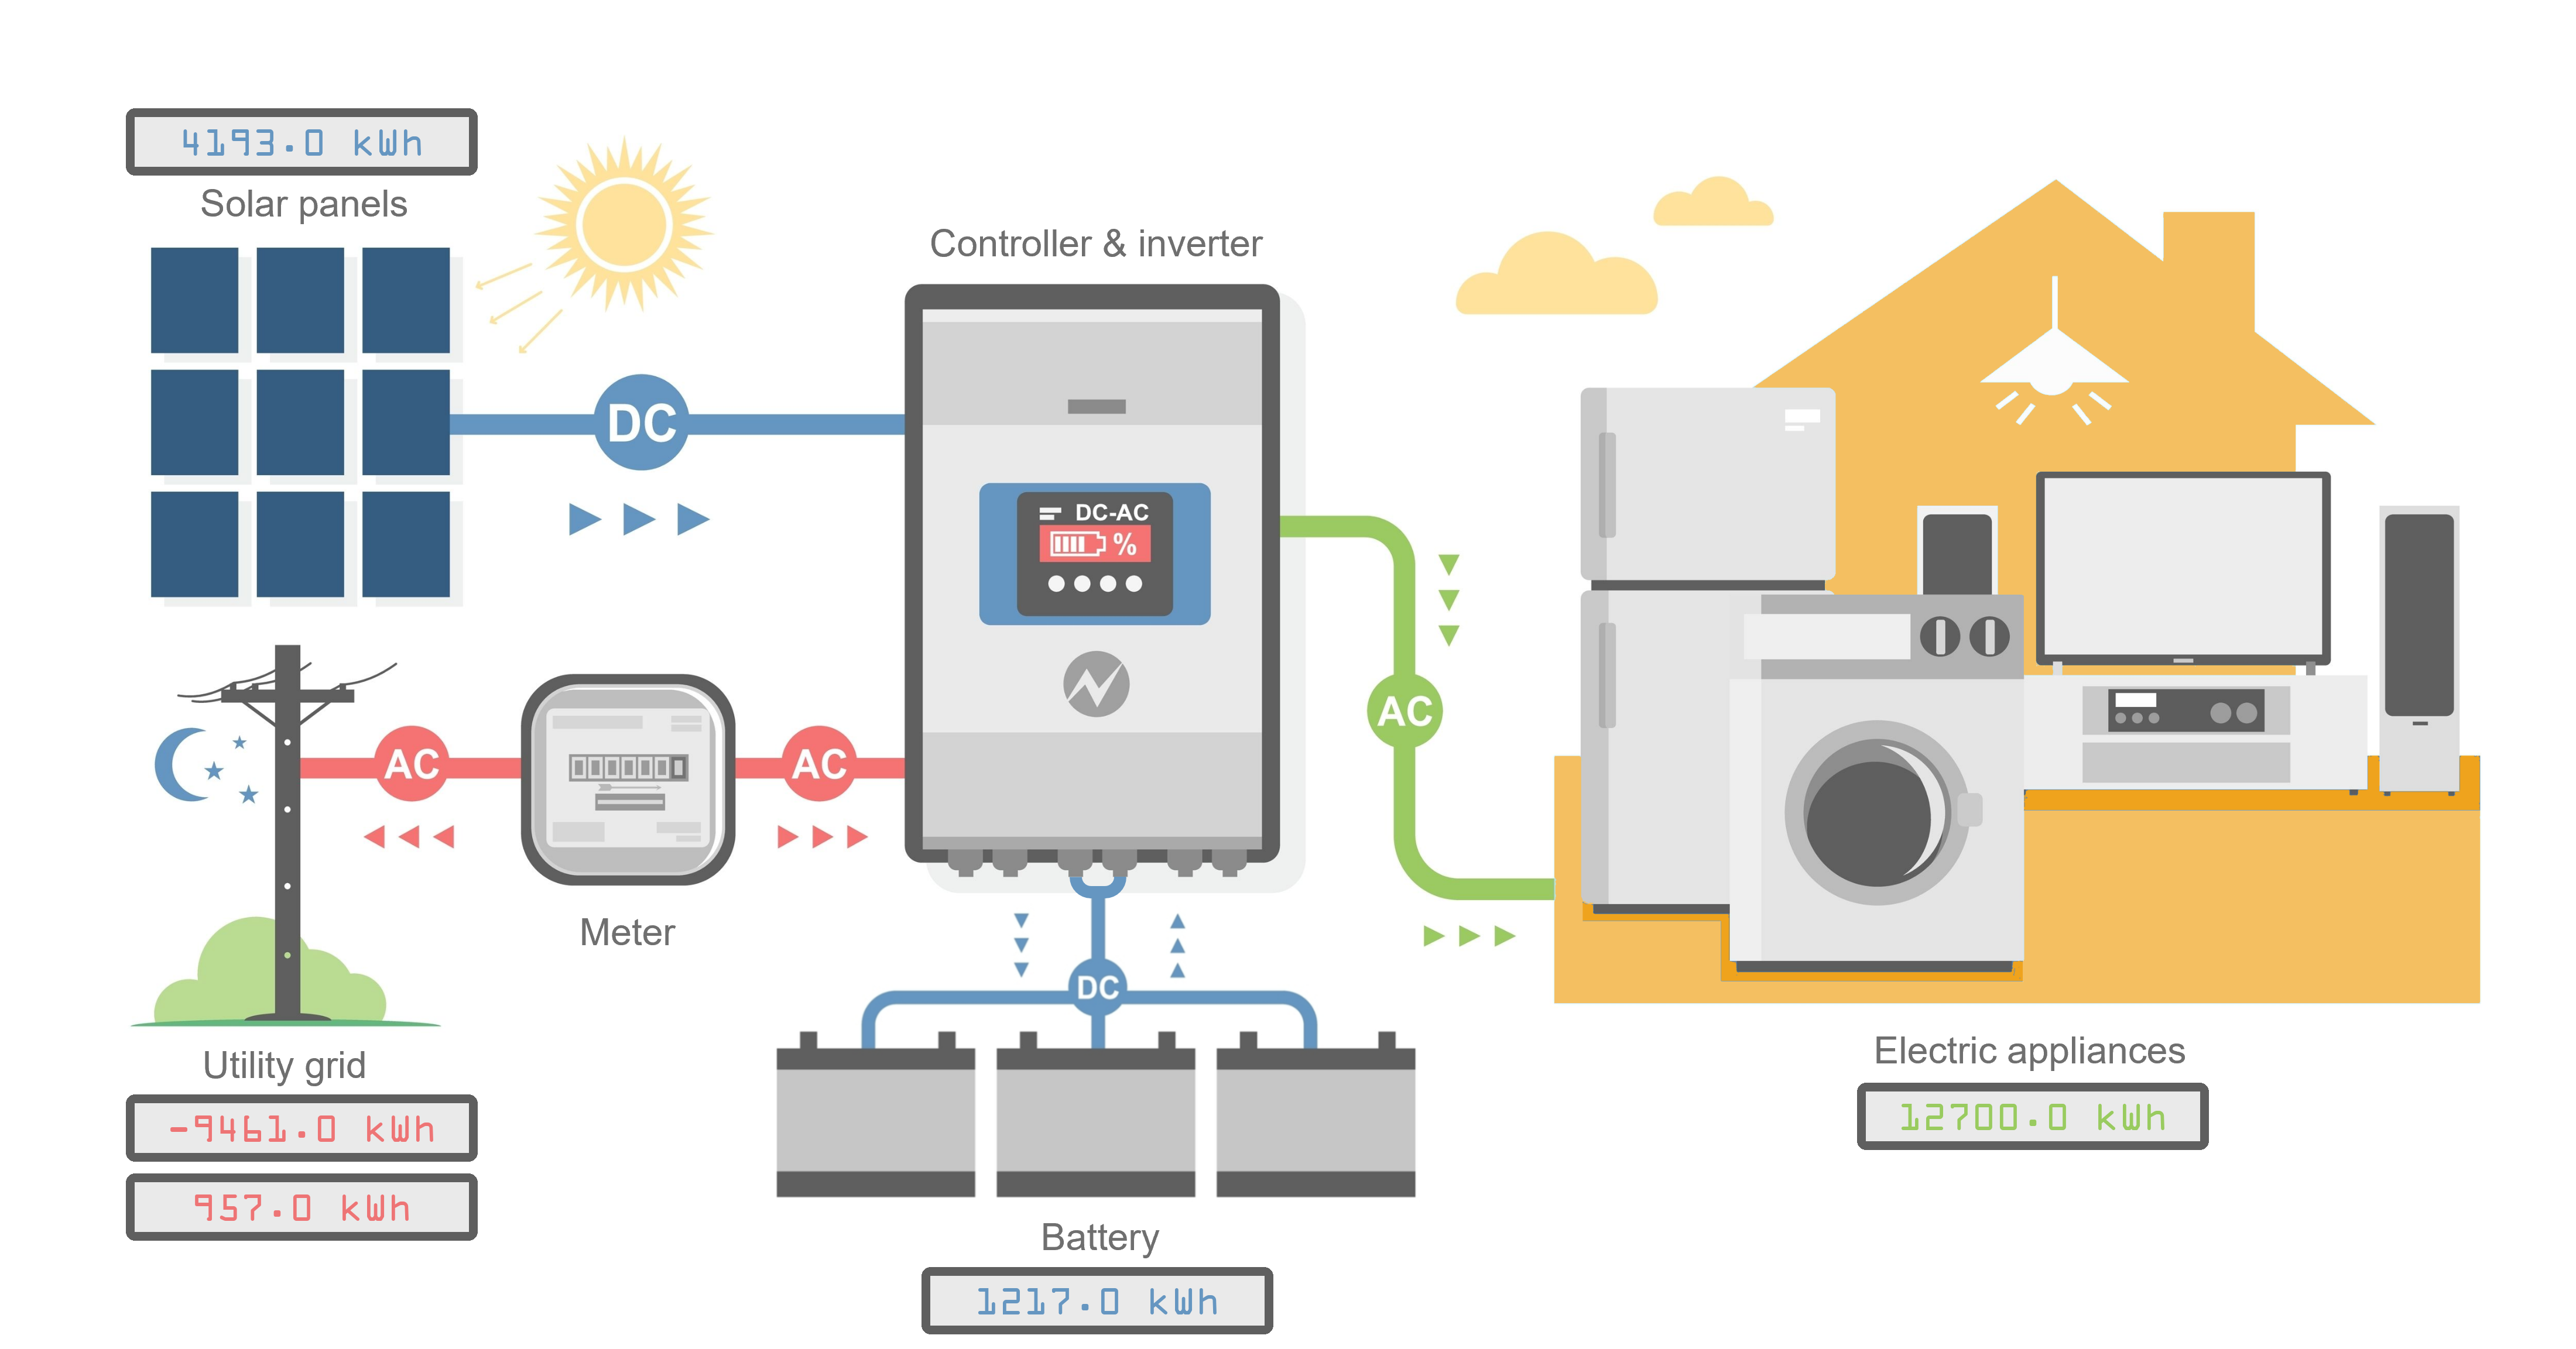 4193.0 kWh
Solar panels
Controller & inverter
DC
DC-AC
%
AC
AC
AC
Meter
DC
Utility grid
-9461.0 kWh
957.0 kWh
Battery
1217.0 kWh
Electric appliances
12700.0 kWh